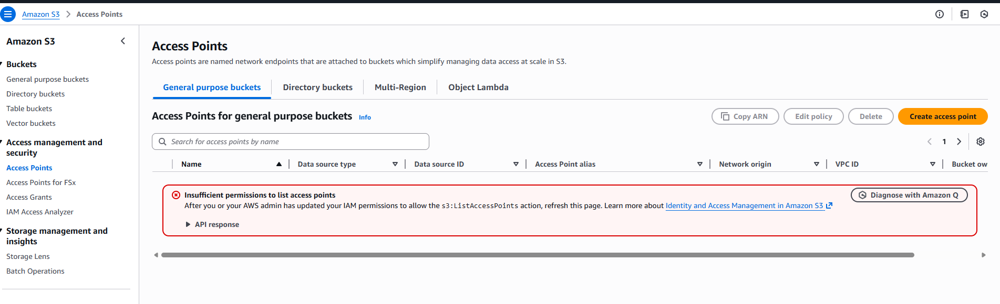 Amazon S3 > Access Points
Amazon S3
Buckets
General purpose buckets
Directory buckets
Table buckets
Vector buckets
Access management and
security
Access Points
Access Points for FSx
Access Grants
IAM Access Analyzer
Storage management and
insights
Storage Lens
Batch Operations
Access Points
Access points are named network endpoints that are attached to buckets which simplify managing data access at scale in S3.
General purpose buckets Directory buckets Multi-Region Object Lambda
Access Points for general purpose buckets Info Copy ARN Edit policy Delete Create access point
Search for access points by name 1
Name Data source type Data source ID Access Point alias Network origin VPC ID Bucket ow
Insufficient permissions to list access points Diagnose with Amazon Q
After you or your AWS admin has updated your IAM permissions to allow the s3:ListAccessPoints action, refresh this page. Learn more about Identity and Access Management in Amazon S3
API response